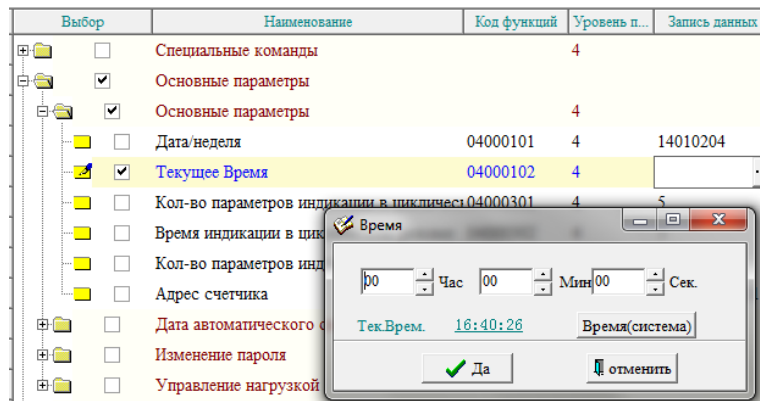 Выбор Наименование Код функций Уровень п... Запись данных
Специальные команды 4
Основные параметры
Основные параметры 4
Дата/неделя 04000101 4 14010204
Текущее Время 04000102 4
Кол-во параметров индикации в цикличес 04000301 4 5
Время индикации в цик
Кол-во параметров инд
Адрес счетчика
Дата автоматического
Изменение пароля
Управление нагрузкой
Время
00 Час 00 Мин 00 Сек.
Тек.Врем. 16:40:26 Время(система)
Да отменить